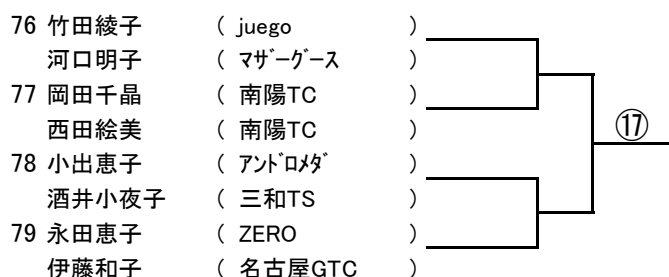 76 竹田綾子 ( juego )
河口明子 ( ﾏｻﾞｰｸﾞｰｽ )
77 岡田千晶 ( 南陽TC )
西田絵美 ( 南陽TC )
⑰
78 小出恵子 ( ｱﾝﾄﾞﾛﾒﾀﾞ )
酒井小夜子 ( 三和TS )
79 永田恵子 ( ZERO )
伊藤和子 ( 名古屋GTC )